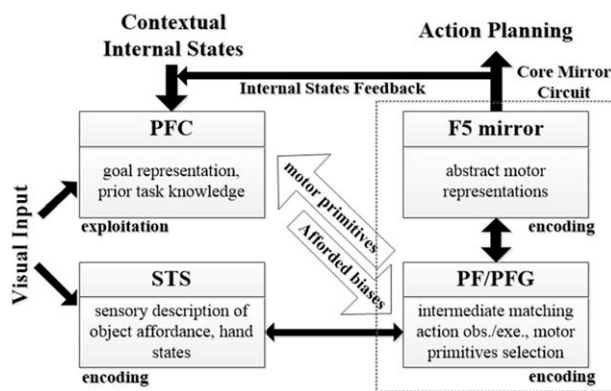 Contextual
Internal States
Action Planning
Internal States Feedback
Core Mirror
Circuit
PFC
goal representation,
prior task knowledge
exploitation
F5 mirror
abstract motor
representations
encoding
motor primitives
Afforded biases
Visual Input
STS
sensory description of
object affordance, hand
states
encoding
PF/PFG
intermediate matching
action obs./exe., motor
primitives selection
encoding